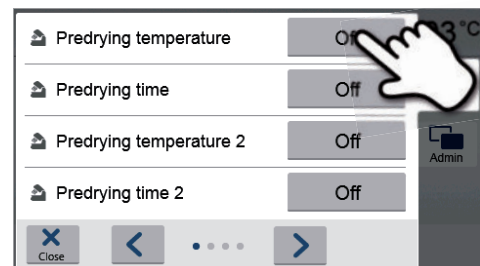 Predrying temperature Off
Predrying time Off
Predrying temperature 2 Off
Predrying time 2 Off
Close
Admin